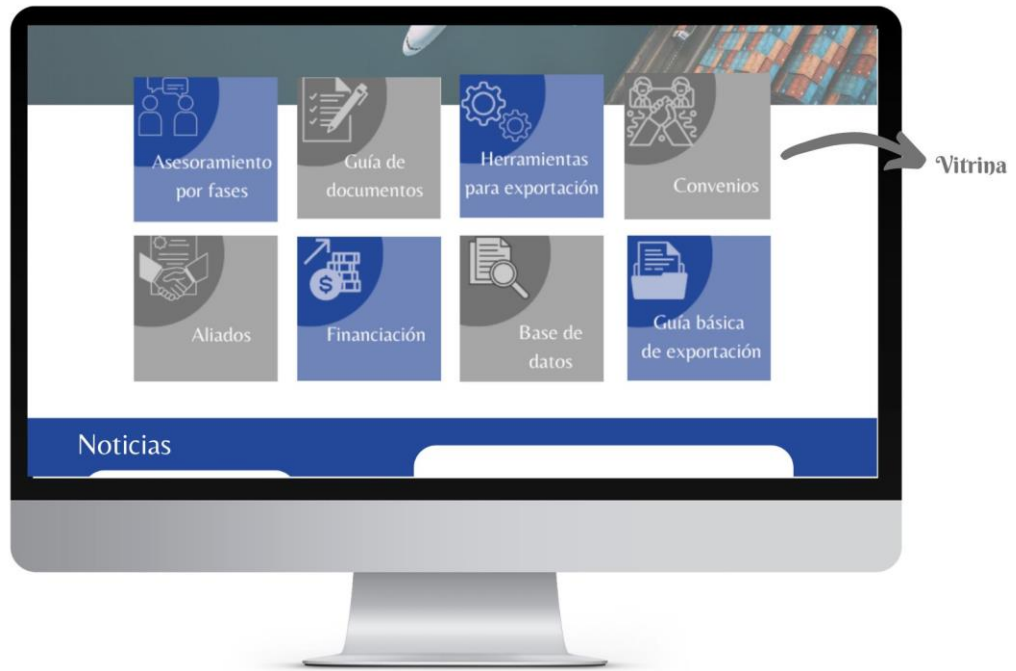 Asesoramiento
por fases
Guía de
documentos
Herramientas
para exportación
Convenios
Vitrina
Aliados
Financiación
Base de
datos
Guía básica
de exportación
Noticias